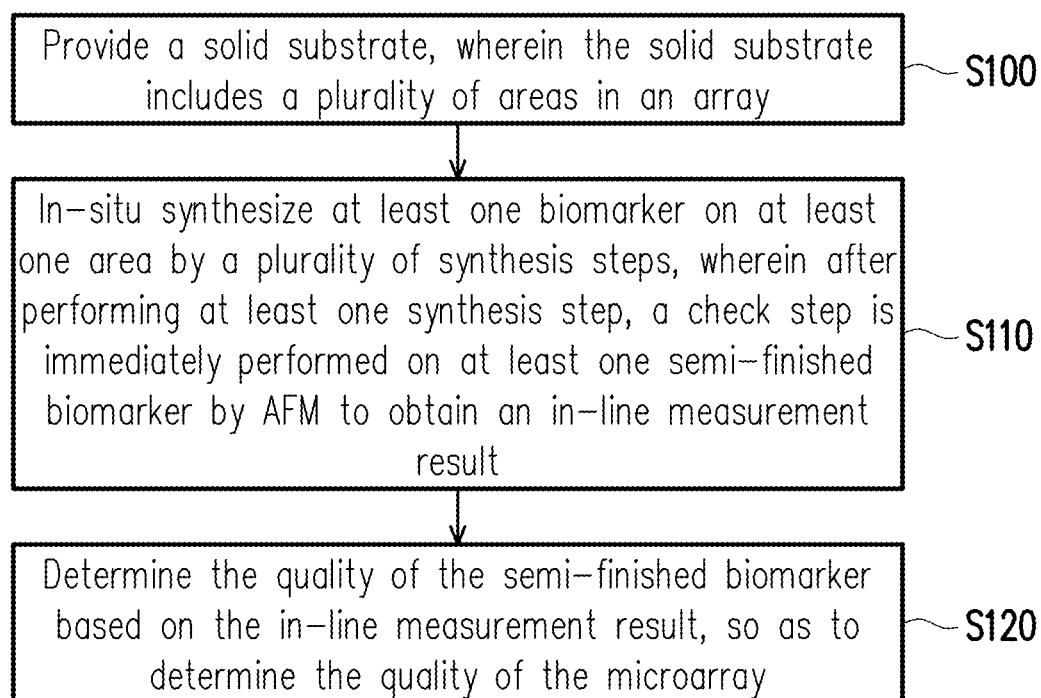 Provide a solid substrate, wherein the solid substrate
includes a plurality of areas in an array
S100
In-situ synthesize at least one biomarker on at least
one area by a plurality of synthesis steps, wherein after
performing at least one synthesis step, a check step is
immediately performed on at least one semi-finished
biomarker by AFM to obtain an in-line measurement
result
S110
Determine the quality of the semi-finished biomarker
based on the in-line measurement result, so as to
determine the quality of the microarray
S120